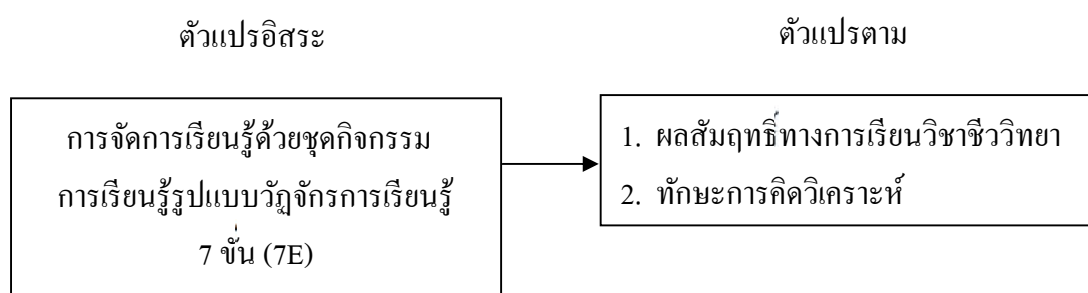 ตัวแปรอิสระ
ตัวแปรตาม
การจัดการเรียนรู้ด้วยชุดกิจกรรม
การเรียนรู้รูปแบบวัฏจักรการเรียนรู้
7 ขั้น (7E)
1. ผลสัมฤทธิ์ทางการเรียนวิชาชีววิทยา
2. ทักษะการคิดวิเคราะห์